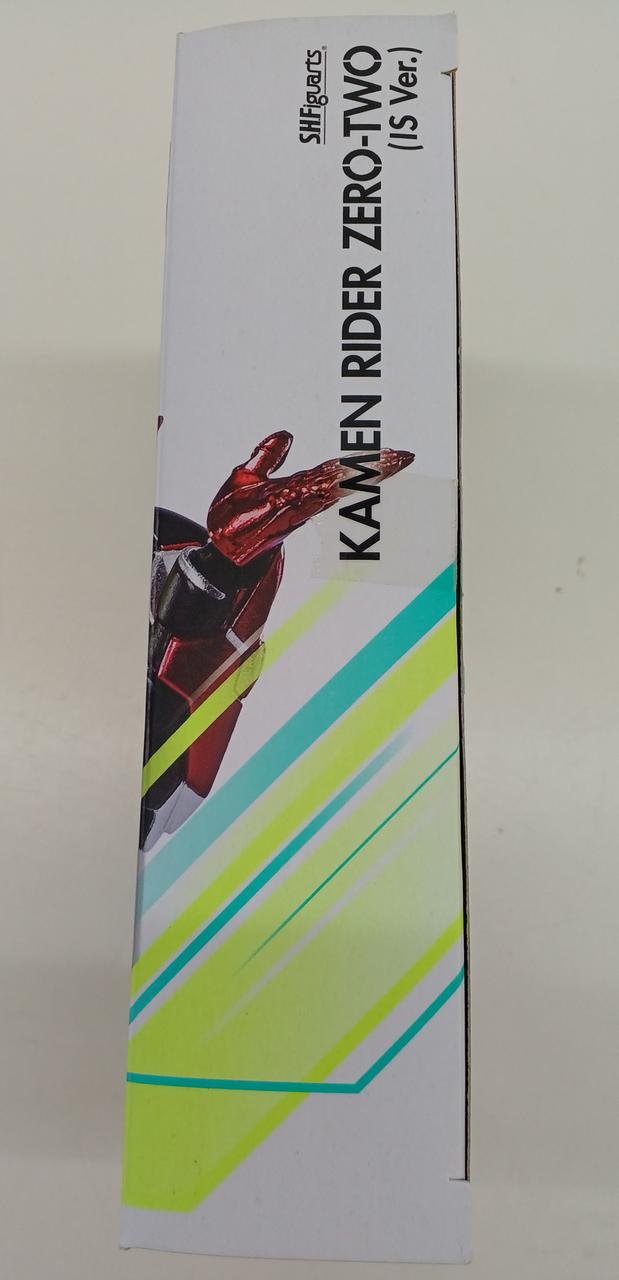 S.H.Figuarts®
KAMEN RIDER ZERO-TWO
(IS Ver.)